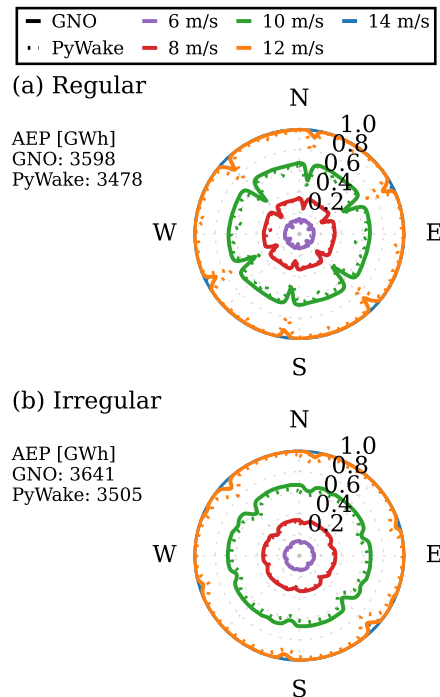 GNO 6 m/s 10 m/s 14 m/s
PyWake 8 m/s 12 m/s
(a) Regular
N
AEP [GWh]
GNO: 3598
PyWake: 3478
1.0
0.8
0.6
0.4
0.2
W E
S
(b) Irregular
N
AEP [GWh]
GNO: 3641
PyWake: 3505
1.0
0.8
0.6
0.4
0.2
W E
S